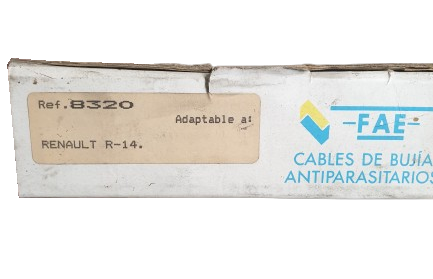 Ref.8320
Adaptable a:
RENAULT R-14.
FAE
CABLES DE BUJIA
ANTIPARASITARIOS